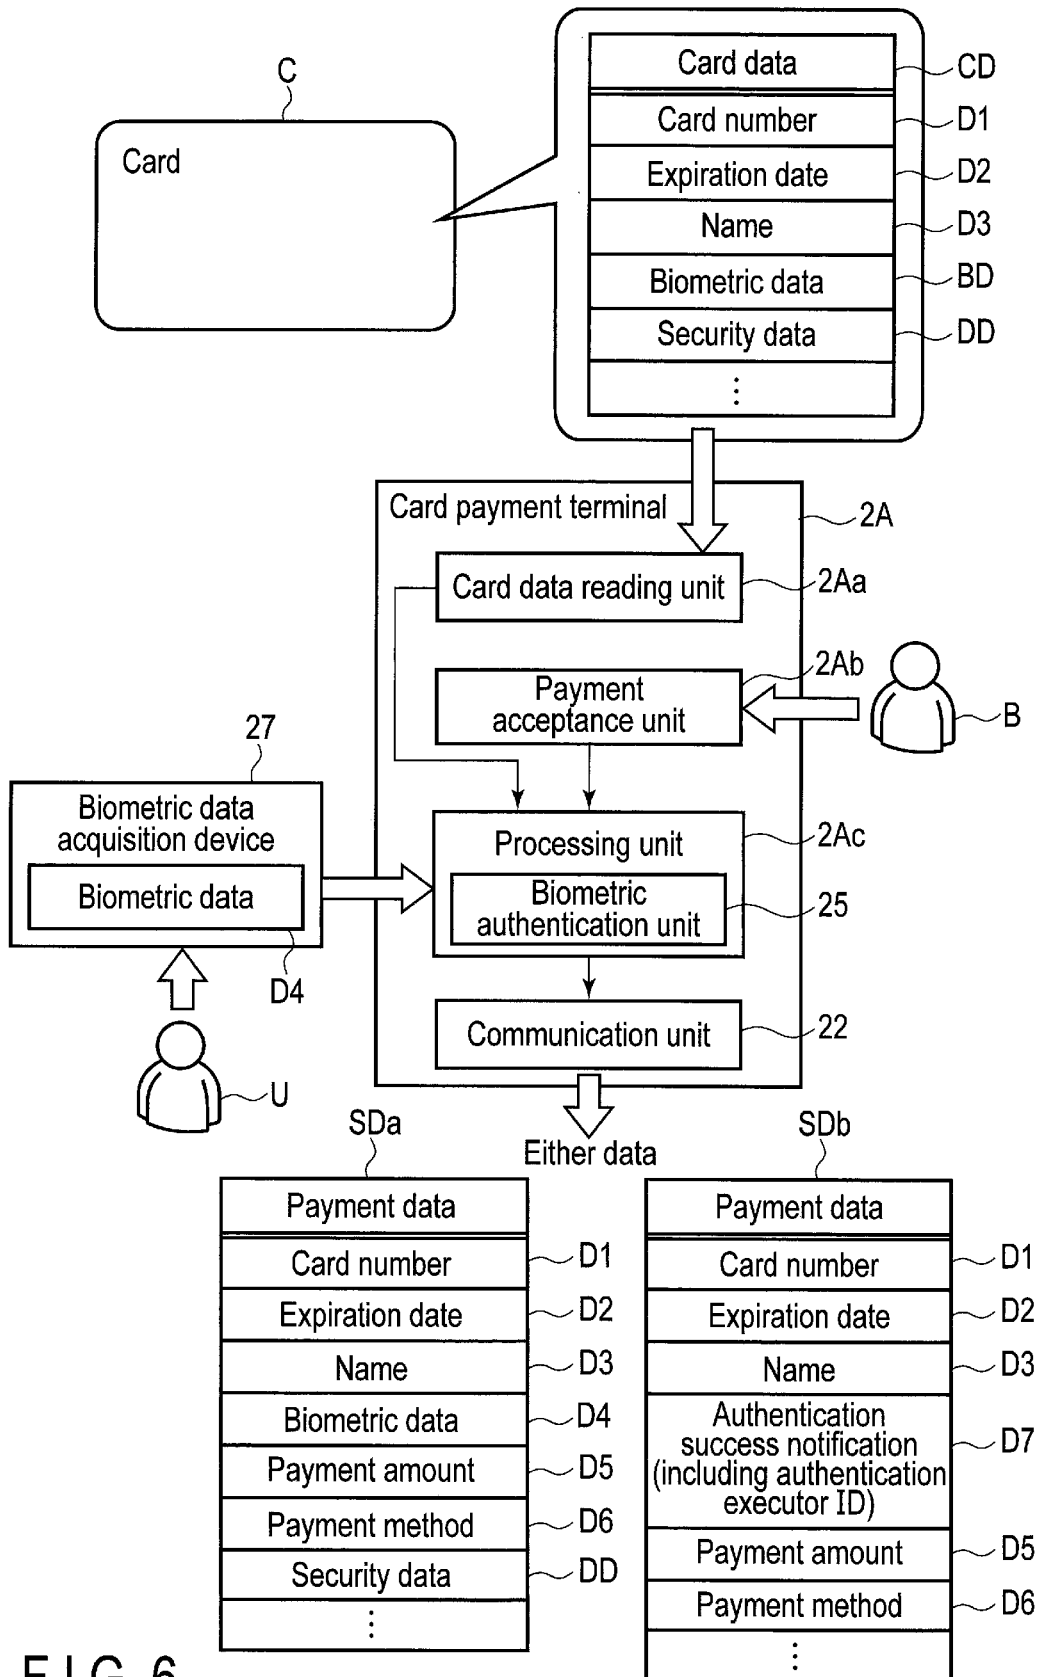 C
Card
Card data
CD
Card number
D1
Expiration date
D2
Name
D3
Biometric data
BD
Security data
DD
⋮
Card payment terminal
2A
Card data reading unit
2Aa
Payment
acceptance unit
2Ab
B
27
Biometric data
acquisition device
Biometric data
D4
U
Processing unit
2Ac
Biometric
authentication unit
25
Communication unit
22
Either data
SDa
Payment data
Card number
D1
Expiration date
D2
Name
D3
Biometric data
D4
Payment amount
D5
Payment method
D6
Security data
DD
⋮
SDb
Payment data
Card number
D1
Expiration date
D2
Name
D3
Authentication
success notification
(including authentication
executor ID)
D7
Payment amount
D5
Payment method
D6
⋮
FIG. 6